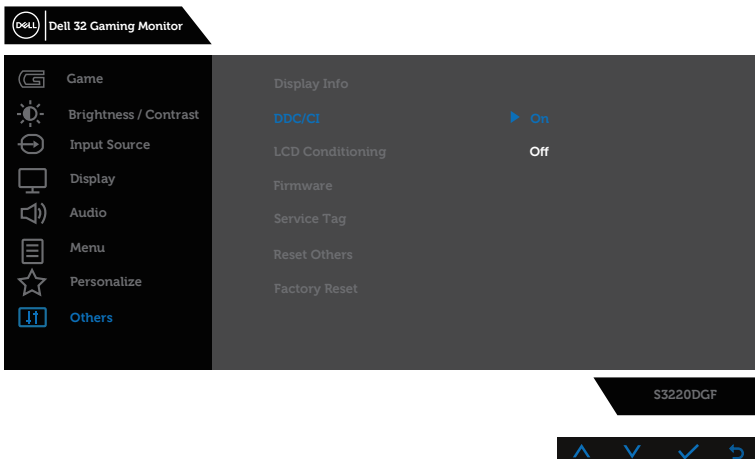 DELL Dell 32 Gaming Monitor
Game
Display Info
Brightness / Contrast
DDC/CI On
Input Source
LCD Conditioning Off
Display
Firmware
Audio
Service Tag
Menu
Reset Others
Personalize
Factory Reset
Others
S3220DGF